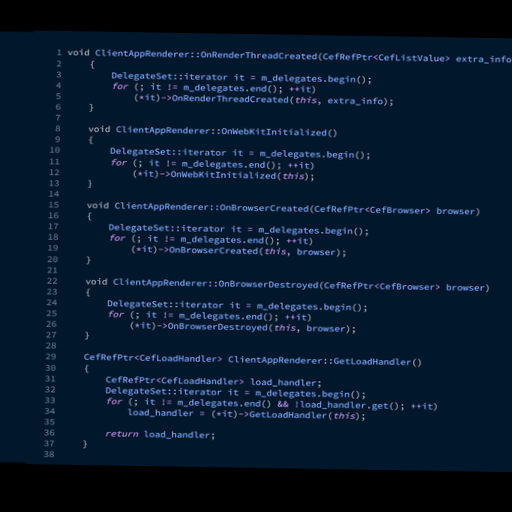 1 void ClientAppRenderer::OnRenderThreadCreated(CefRefPtr<CefListValue> extra_info
2 {
3 DelegateSet::iterator it = m_delegates.begin();
4 for (; it != m_delegates.end(); ++it)
5 (*it)->OnRenderThreadCreated(this, extra_info);
6 }
7
8 void ClientAppRenderer::OnWebKitInitialized()
9 {
10 DelegateSet::iterator it = m_delegates.begin();
11 for (; it != m_delegates.end(); ++it)
12 (*it)->OnWebKitInitialized(this);
13 }
14
15 void ClientAppRenderer::OnBrowserCreated(CefRefPtr<CefBrowser> browser)
16 {
17 DelegateSet::iterator it = m_delegates.begin();
18 for (; it != m_delegates.end(); ++it)
19 (*it)->OnBrowserCreated(this, browser);
20 }
21
22 void ClientAppRenderer::OnBrowserDestroyed(CefRefPtr<CefBrowser> browser)
23 {
24 DelegateSet::iterator it = m_delegates.begin();
25 for (; it != m_delegates.end(); ++it)
26 (*it)->OnBrowserDestroyed(this, browser);
27 }
28
29 CefRefPtr<CefLoadHandler> ClientAppRenderer::GetLoadHandler()
30 {
31 CefRefPtr<CefLoadHandler> load_handler;
32 DelegateSet::iterator it = m_delegates.begin();
33 for (; it != m_delegates.end() && !load_handler.get(); ++it)
34 load_handler = (*it)->GetLoadHandler(this);
35
36 return load_handler;
37 }
38